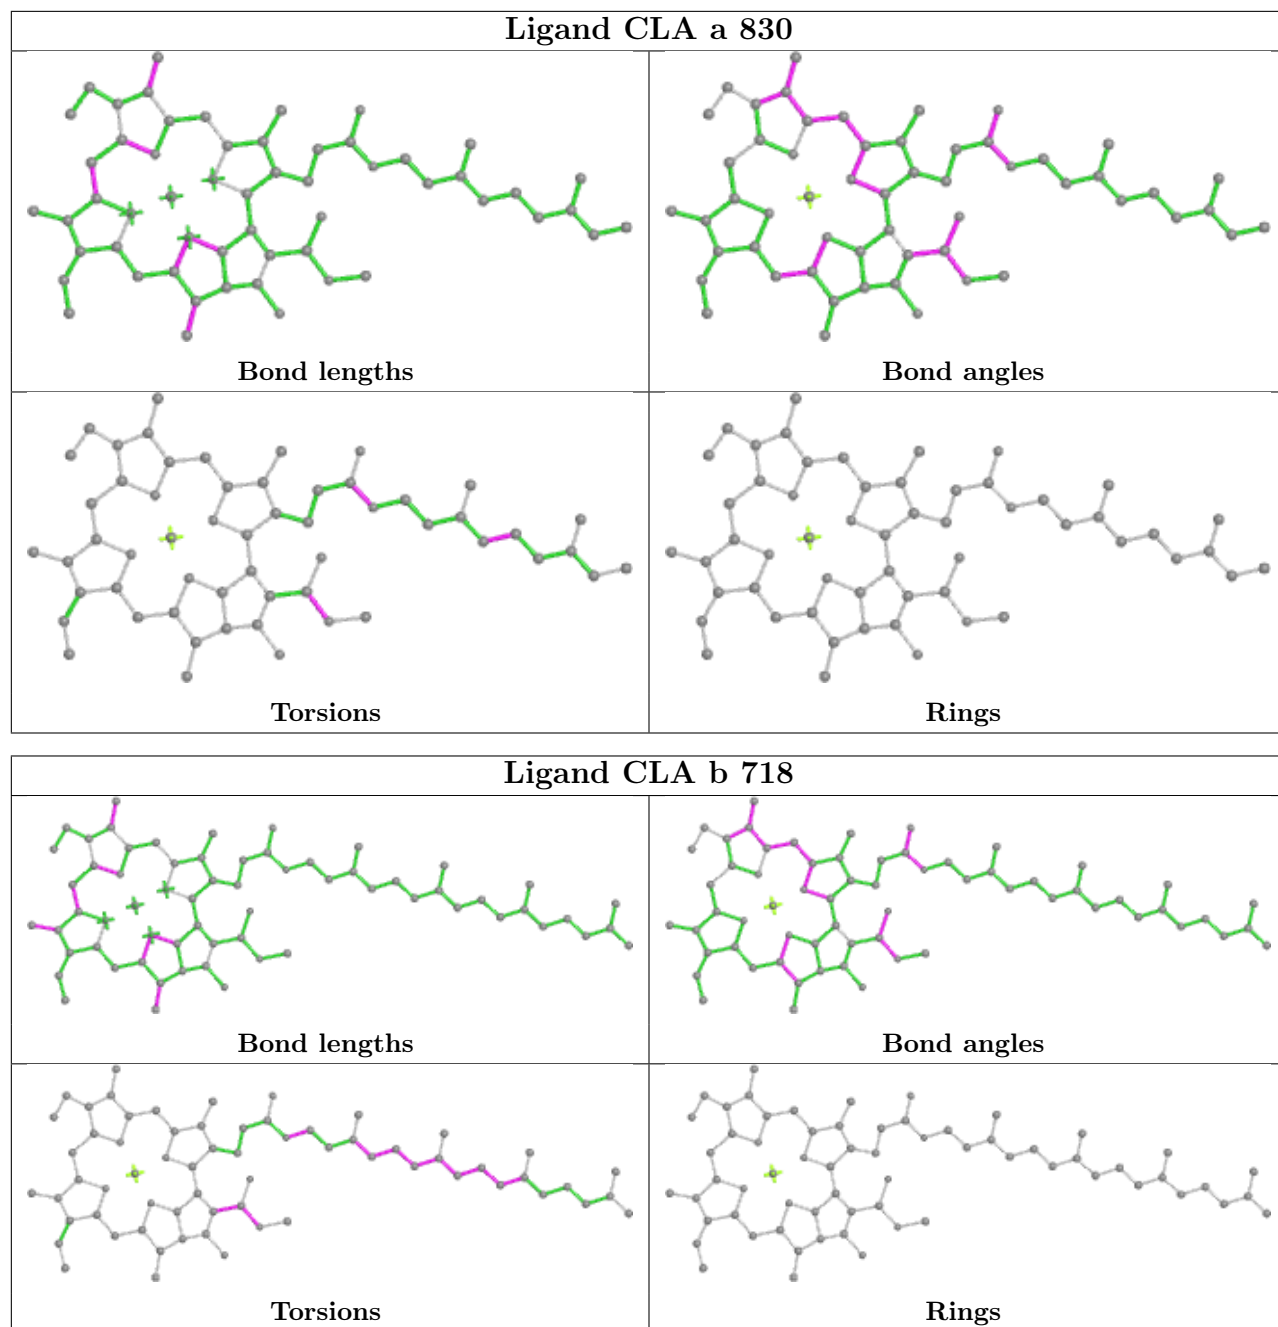 Ligand CLA a 830
Bond lengths
Bond angles
Torsions
Rings
Ligand CLA b 718
Bond lengths
Bond angles
Torsions
Rings